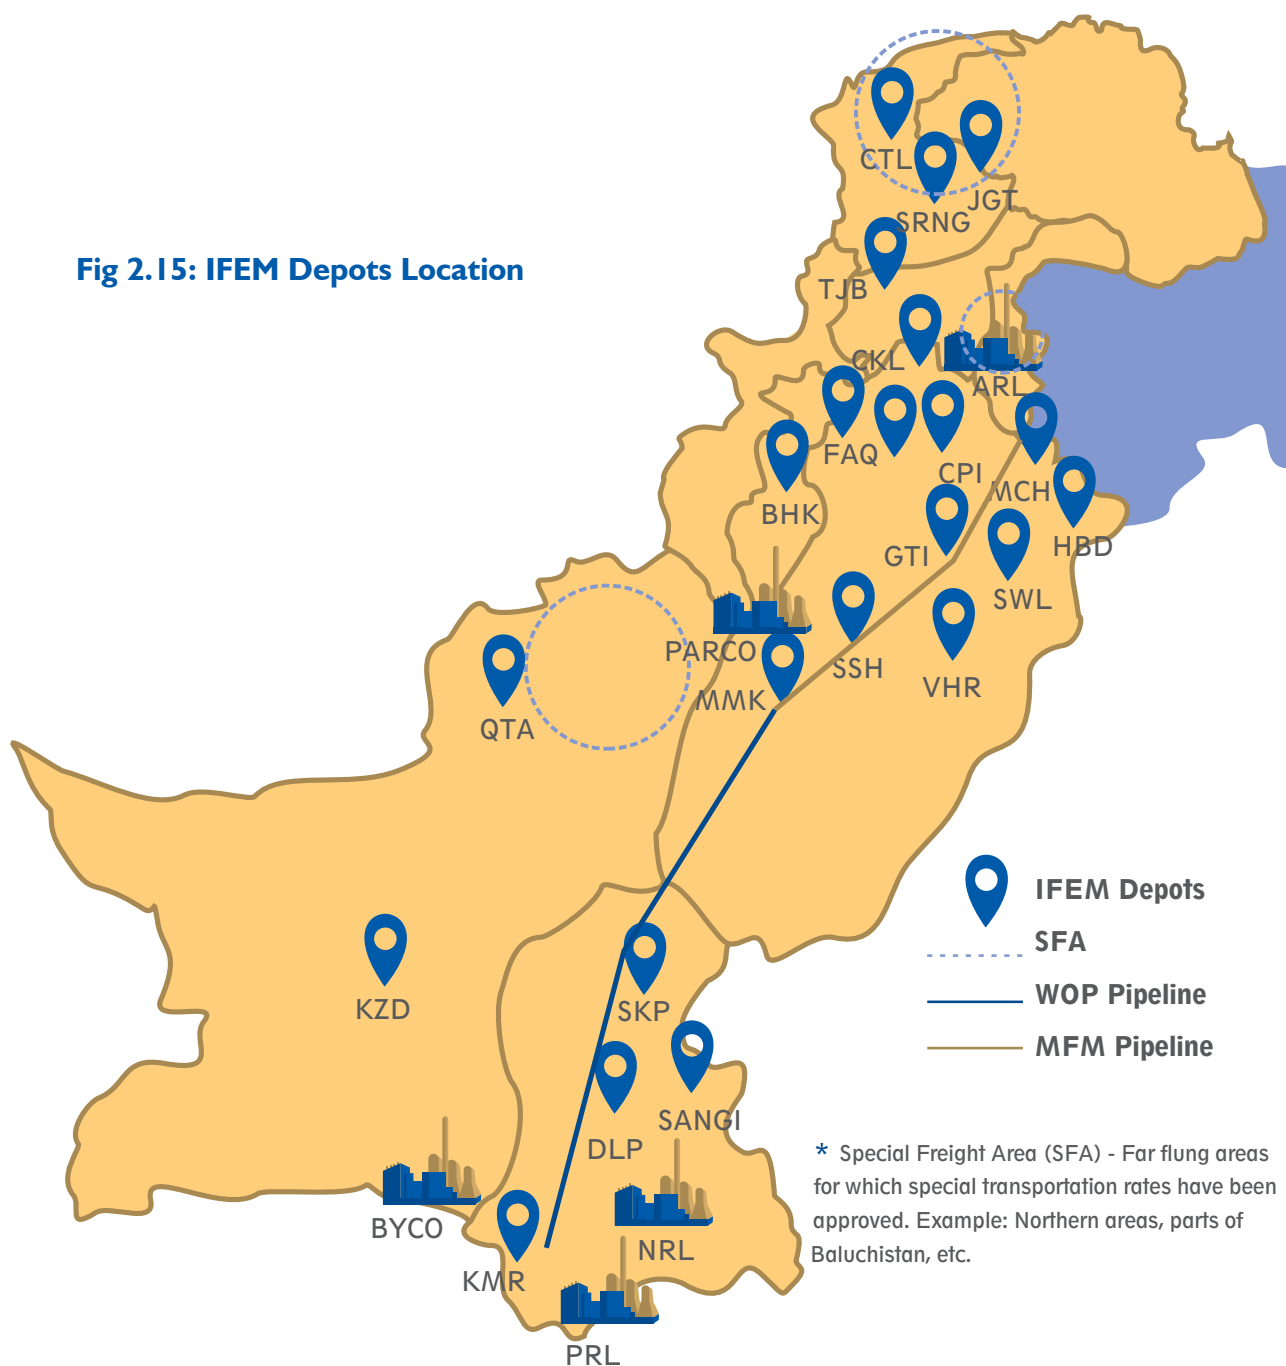 CTL
JGT
SRNG
Fig 2.15: IFEM Depots Location
TJB
CKL
ARL
FAQ
CPI
MCH
BHK
GTI
HBD
SWL
PARCO
SSH
MMK
VHR
QTA
IFEM Depots
SFA
WOP Pipeline
MFM Pipeline
KZD
SKP
SANGI
DLP
BYCO
NRL
KMR
PRL
* Special Freight Area (SFA) - Far flung areas
for which special transportation rates have been
approved. Example: Northern areas, parts of
Baluchistan, etc.